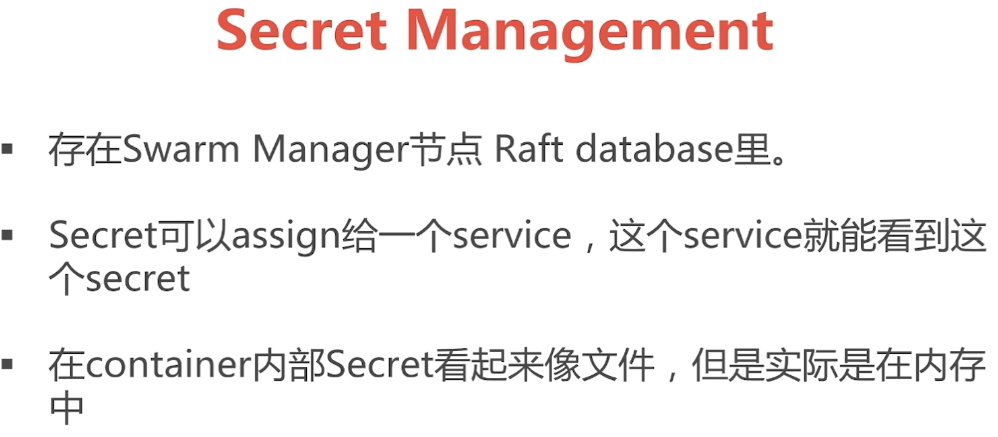 Secret Management
▪ 存在Swarm Manager节点 Raft database里。
▪ Secret可以assign给一个service，这个service就能看到这
个secret
▪ 在container内部Secret看起来像文件，但是实际是在内存
中